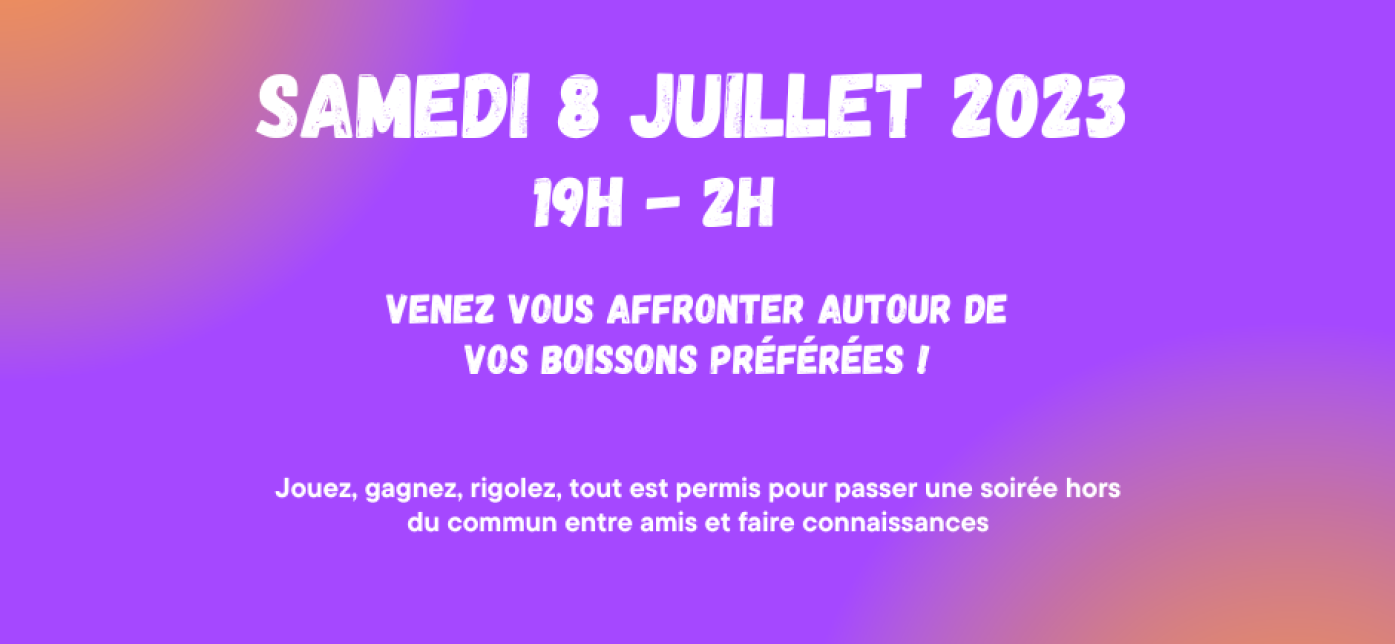 SAMEDI 8 JUILLET 2023
19H – 2H
VENEZ VOUS AFFRONTER AUTOUR DE
VOS BOISSONS PRÉFÉRÉES !
Jouez, gagnez, rigolez, tout est permis pour passer une soirée hors
du commun entre amis et faire connaissances